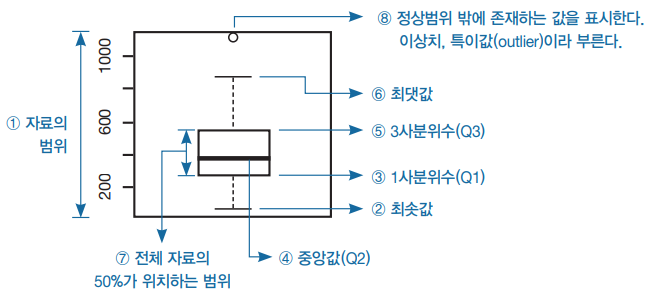 ⑧ 정상범위 밖에 존재하는 값을 표시한다.
이상치, 특이값(outlier)이라 부른다.
1000
600
200
① 자료의
범위
⑥ 최댓값
⑤ 3사분위수(Q3)
③ 1사분위수(Q1)
② 최솟값
⑦ 전체 자료의
50%가 위치하는 범위
④ 중앙값(Q2)